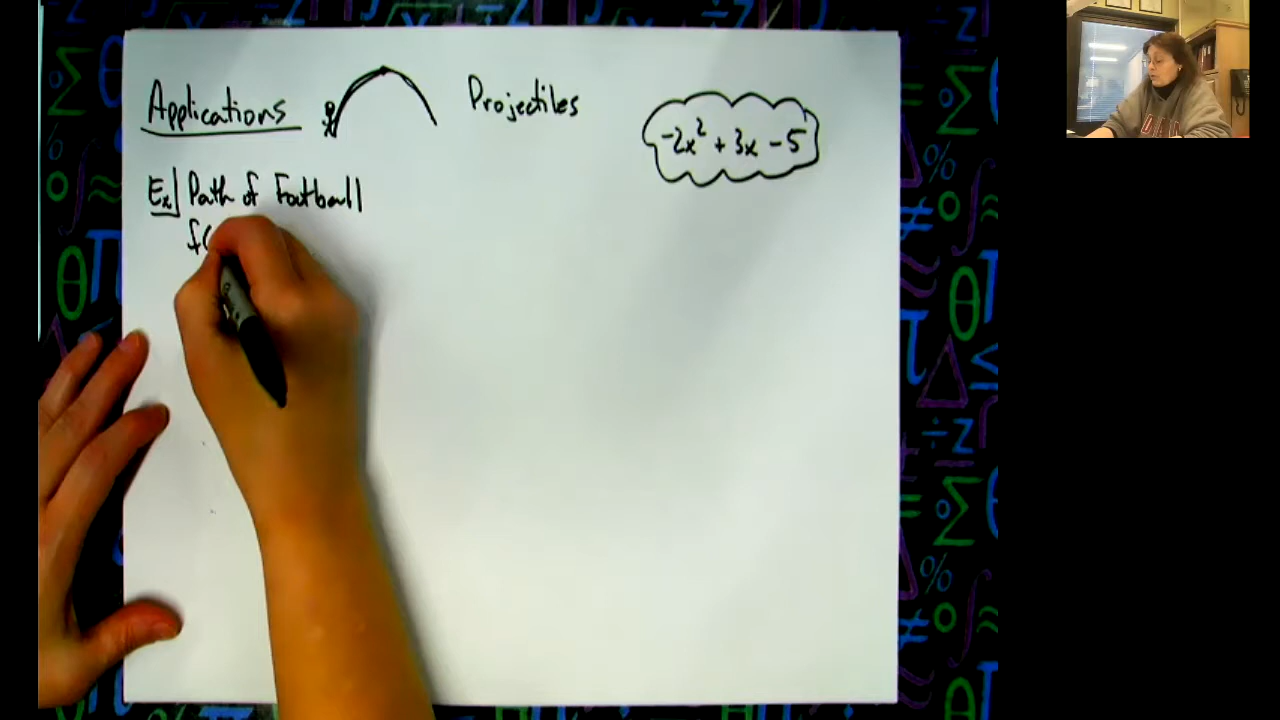 Applications
Projectiles
-2x² + 3x - 5
Ex Path of Football
f(